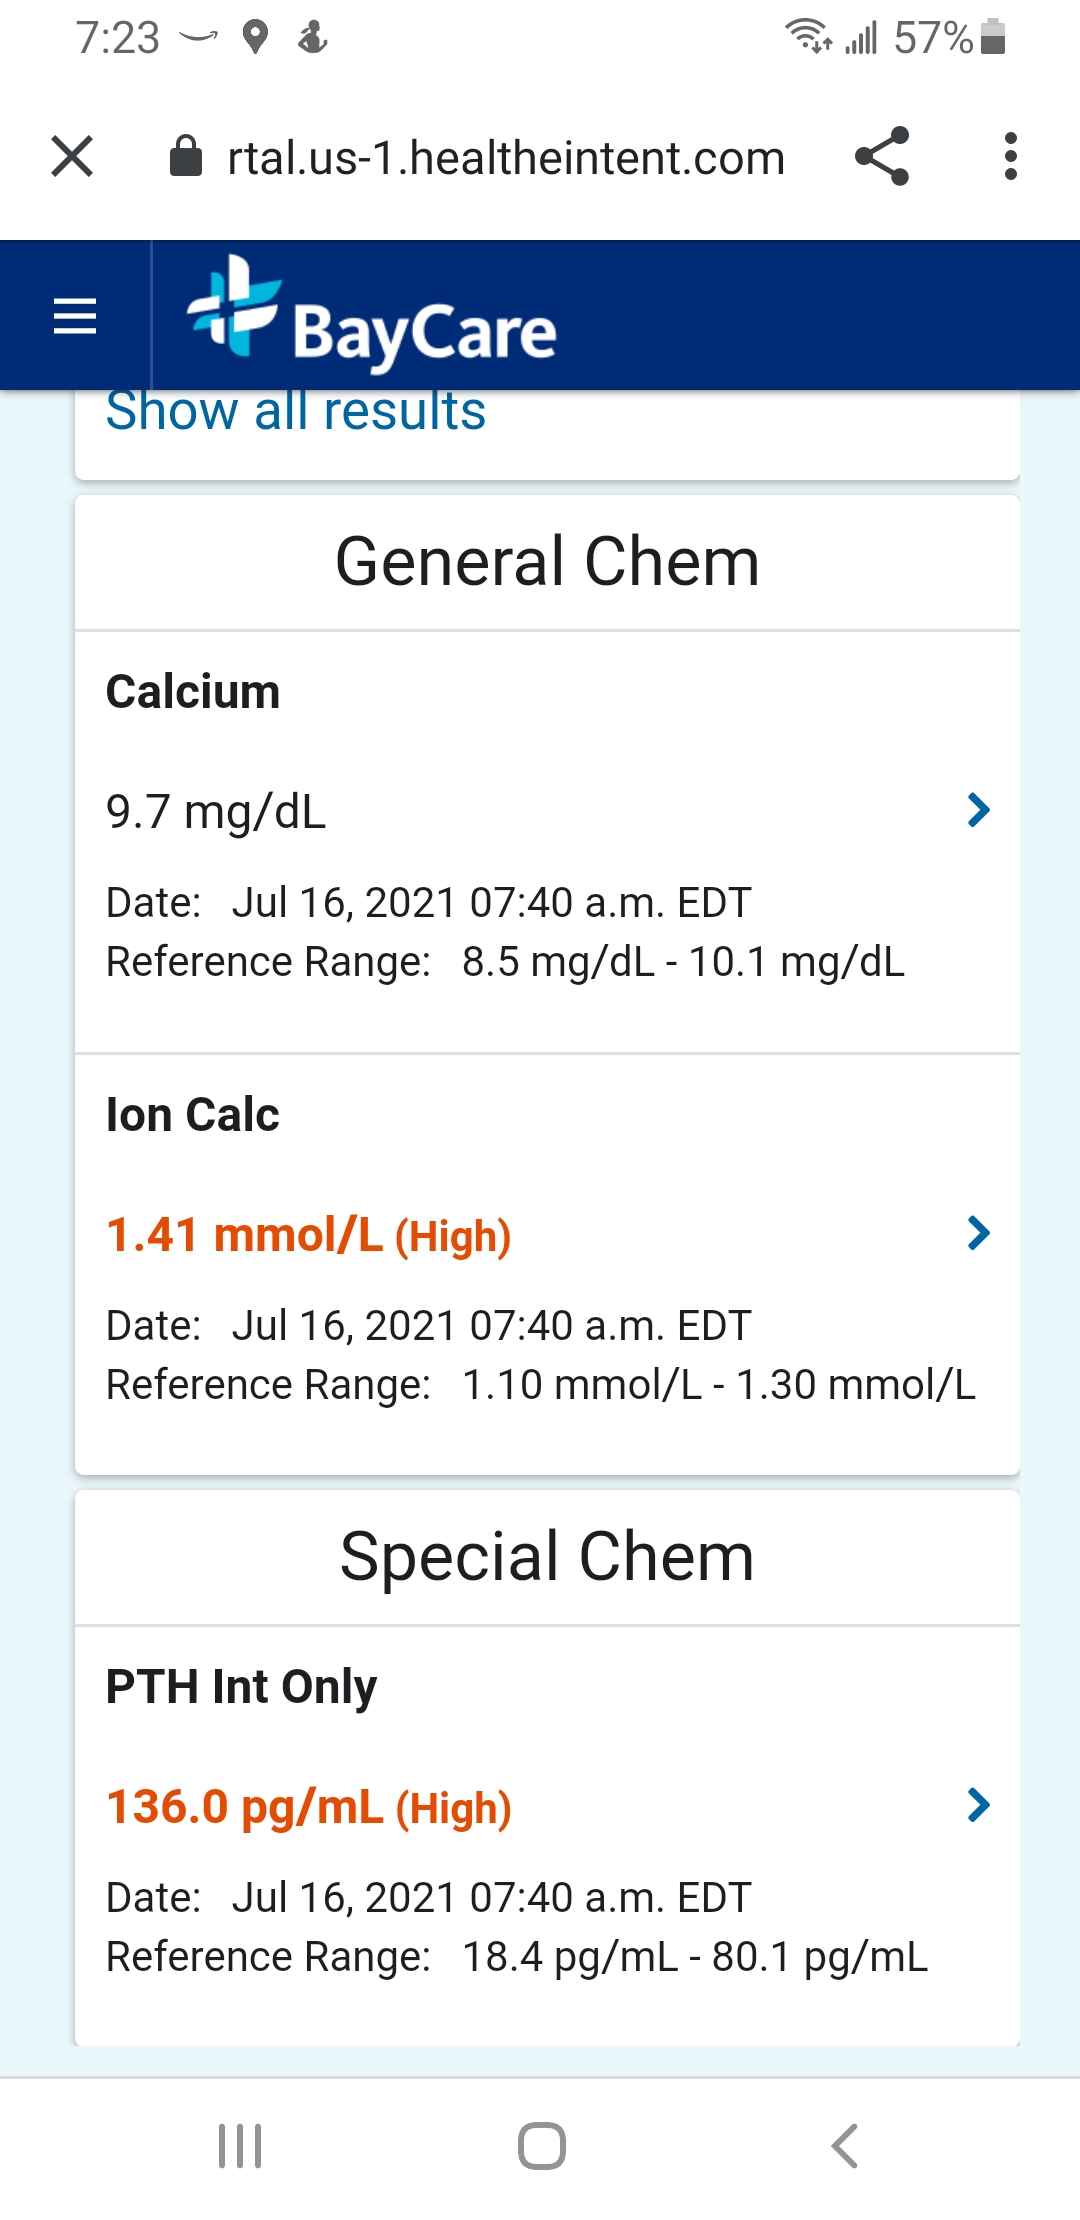 7:23
57%
rtal.us-1.healtheintent.com
BayCare
Show all results
General Chem
Calcium
9.7 mg/dL
Date: Jul 16, 2021 07:40 a.m. EDT
Reference Range: 8.5 mg/dL - 10.1 mg/dL
Ion Calc
1.41 mmol/L (High)
Date: Jul 16, 2021 07:40 a.m. EDT
Reference Range: 1.10 mmol/L - 1.30 mmol/L
Special Chem
PTH Int Only
136.0 pg/mL (High)
Date: Jul 16, 2021 07:40 a.m. EDT
Reference Range: 18.4 pg/mL - 80.1 pg/mL